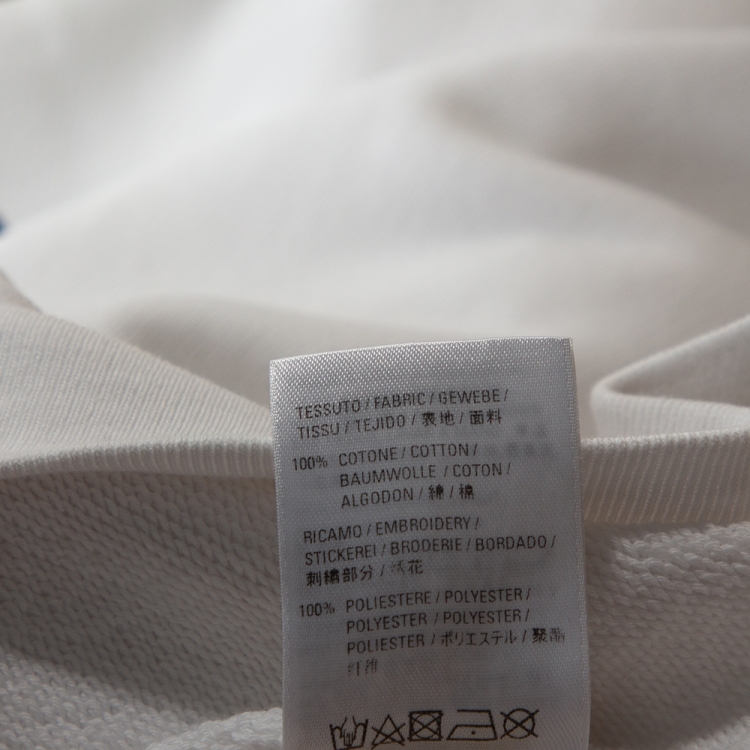 TESSUTO / FABRIC / GEWEBE /
TISSU / TEJIDO / 表地 / 面料
100% COTONE / COTTON /
BAUMWOLLE / COTON /
ALGODON / 綿 / 棉
RICAMO / EMBROIDERY /
STICKEREI / BRODERIE / BORDADO /
刺繍部分 / 绣花
100% POLIESTERE / POLYESTER /
POLYESTER / POLYESTER /
POLIESTER / ポリエステル / 聚酯
纤维